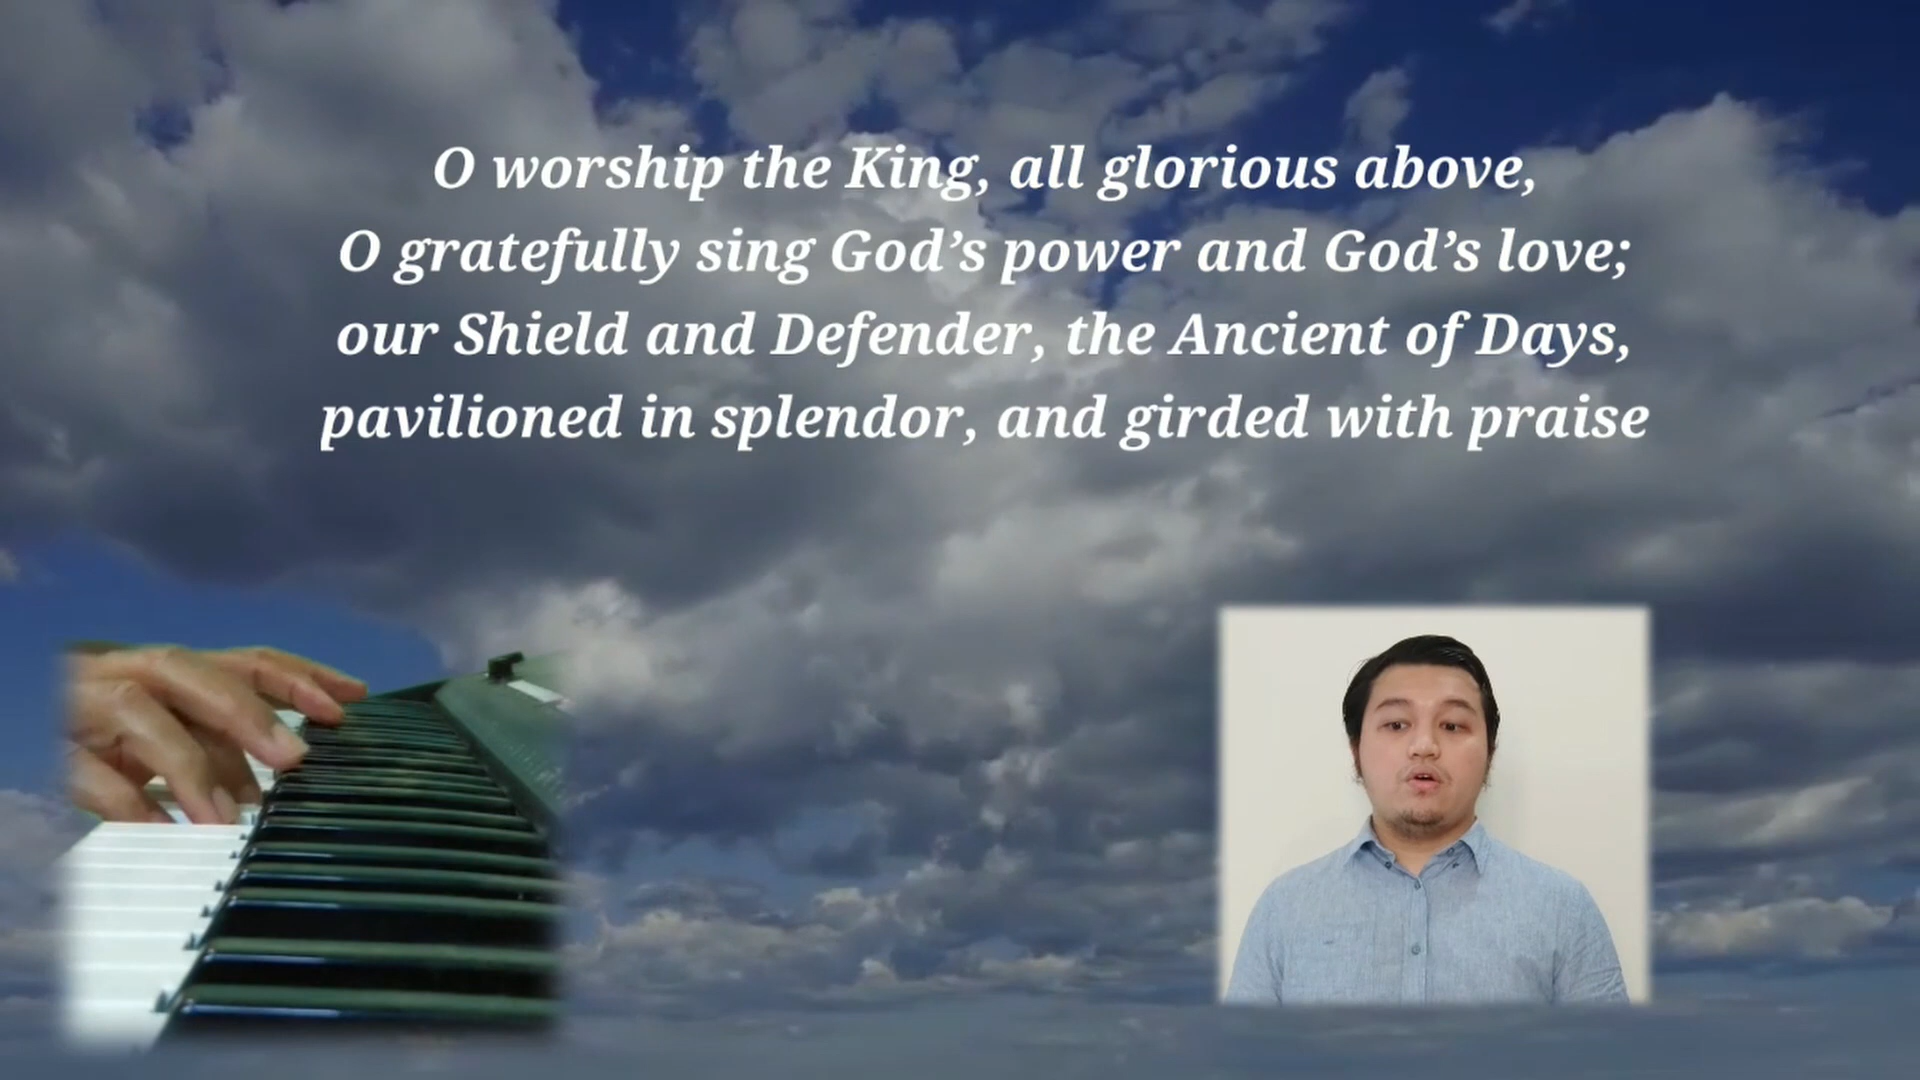 O worship the King, all glorious above,
O gratefully sing God’s power and God’s love;
our Shield and Defender, the Ancient of Days,
pavilioned in splendor, and girded with praise